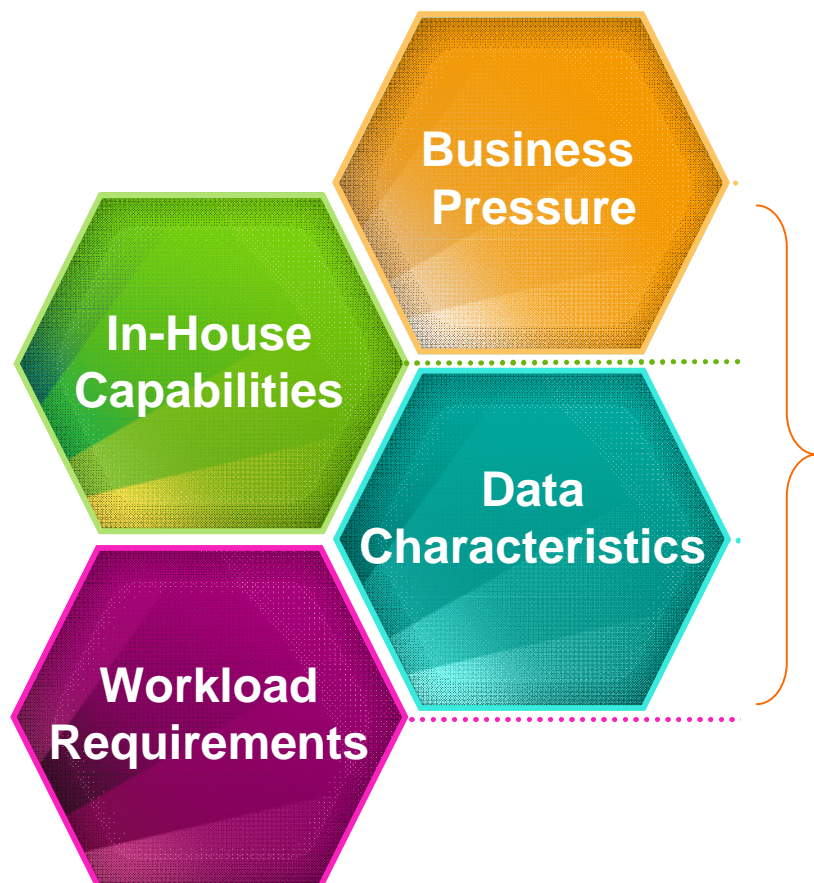 Business
Pressure
In-House
Capabilities
Data
Characteristics
Workload
Requirements